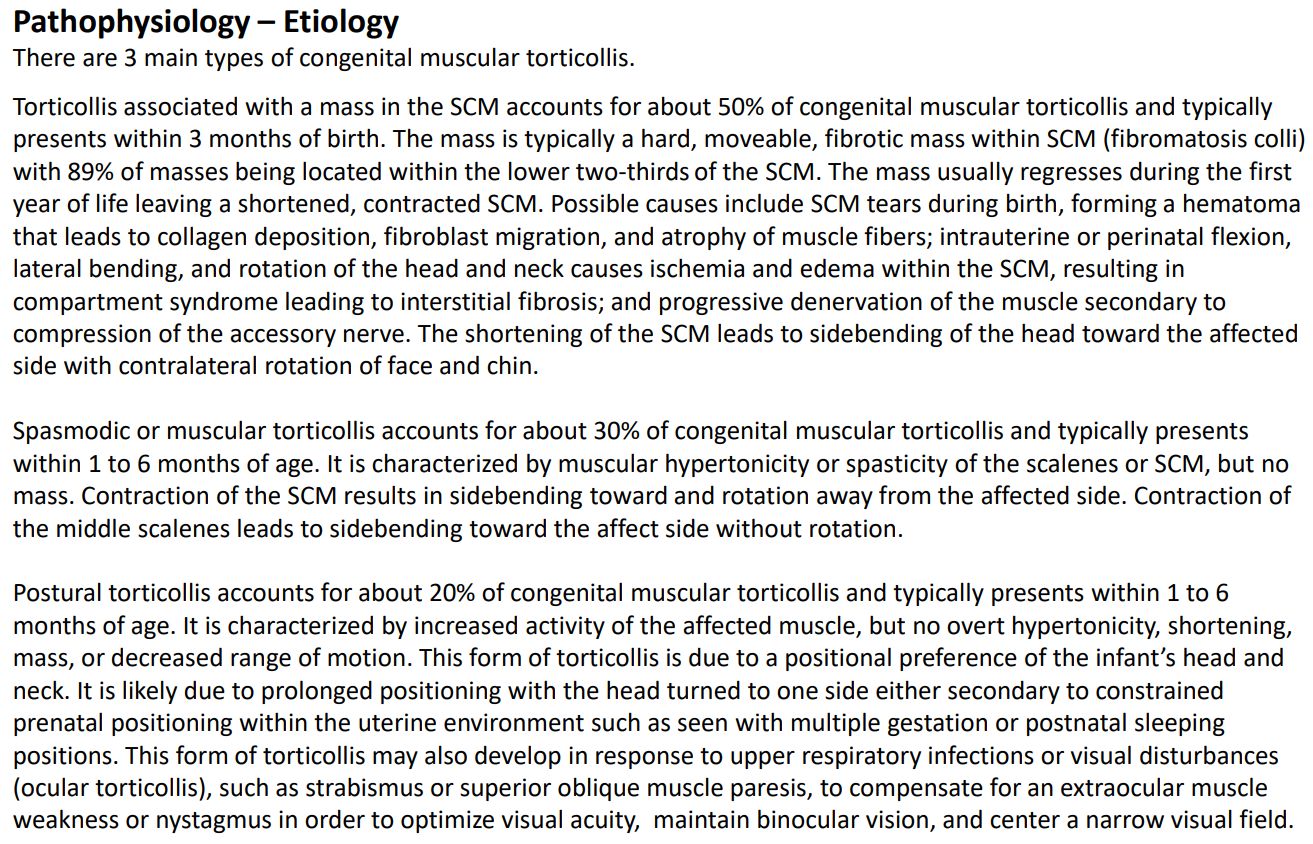 Pathophysiology – Etiology
There are 3 main types of congenital muscular torticollis.
Torticollis associated with a mass in the SCM accounts for about 50% of congenital muscular torticollis and typically
presents within 3 months of birth. The mass is typically a hard, moveable, fibrotic mass within SCM (fibromatosis colli)
with 89% of masses being located within the lower two-thirds of the SCM. The mass usually regresses during the first
year of life leaving a shortened, contracted SCM. Possible causes include SCM tears during birth, forming a hematoma
that leads to collagen deposition, fibroblast migration, and atrophy of muscle fibers; intrauterine or perinatal flexion,
lateral bending, and rotation of the head and neck causes ischemia and edema within the SCM, resulting in
compartment syndrome leading to interstitial fibrosis; and progressive denervation of the muscle secondary to
compression of the accessory nerve. The shortening of the SCM leads to sidebending of the head toward the affected
side with contralateral rotation of face and chin.
Spasmodic or muscular torticollis accounts for about 30% of congenital muscular torticollis and typically presents
within 1 to 6 months of age. It is characterized by muscular hypertonicity or spasticity of the scalenes or SCM, but no
mass. Contraction of the SCM results in sidebending toward and rotation away from the affected side. Contraction of
the middle scalenes leads to sidebending toward the affect side without rotation.
Postural torticollis accounts for about 20% of congenital muscular torticollis and typically presents within 1 to 6
months of age. It is characterized by increased activity of the affected muscle, but no overt hypertonicity, shortening,
mass, or decreased range of motion. This form of torticollis is due to a positional preference of the infant’s head and
neck. It is likely due to prolonged positioning with the head turned to one side either secondary to constrained
prenatal positioning within the uterine environment such as seen with multiple gestation or postnatal sleeping
positions. This form of torticollis may also develop in response to upper respiratory infections or visual disturbances
(ocular torticollis), such as strabismus or superior oblique muscle paresis, to compensate for an extraocular muscle
weakness or nystagmus in order to optimize visual acuity, maintain binocular vision, and center a narrow visual field.